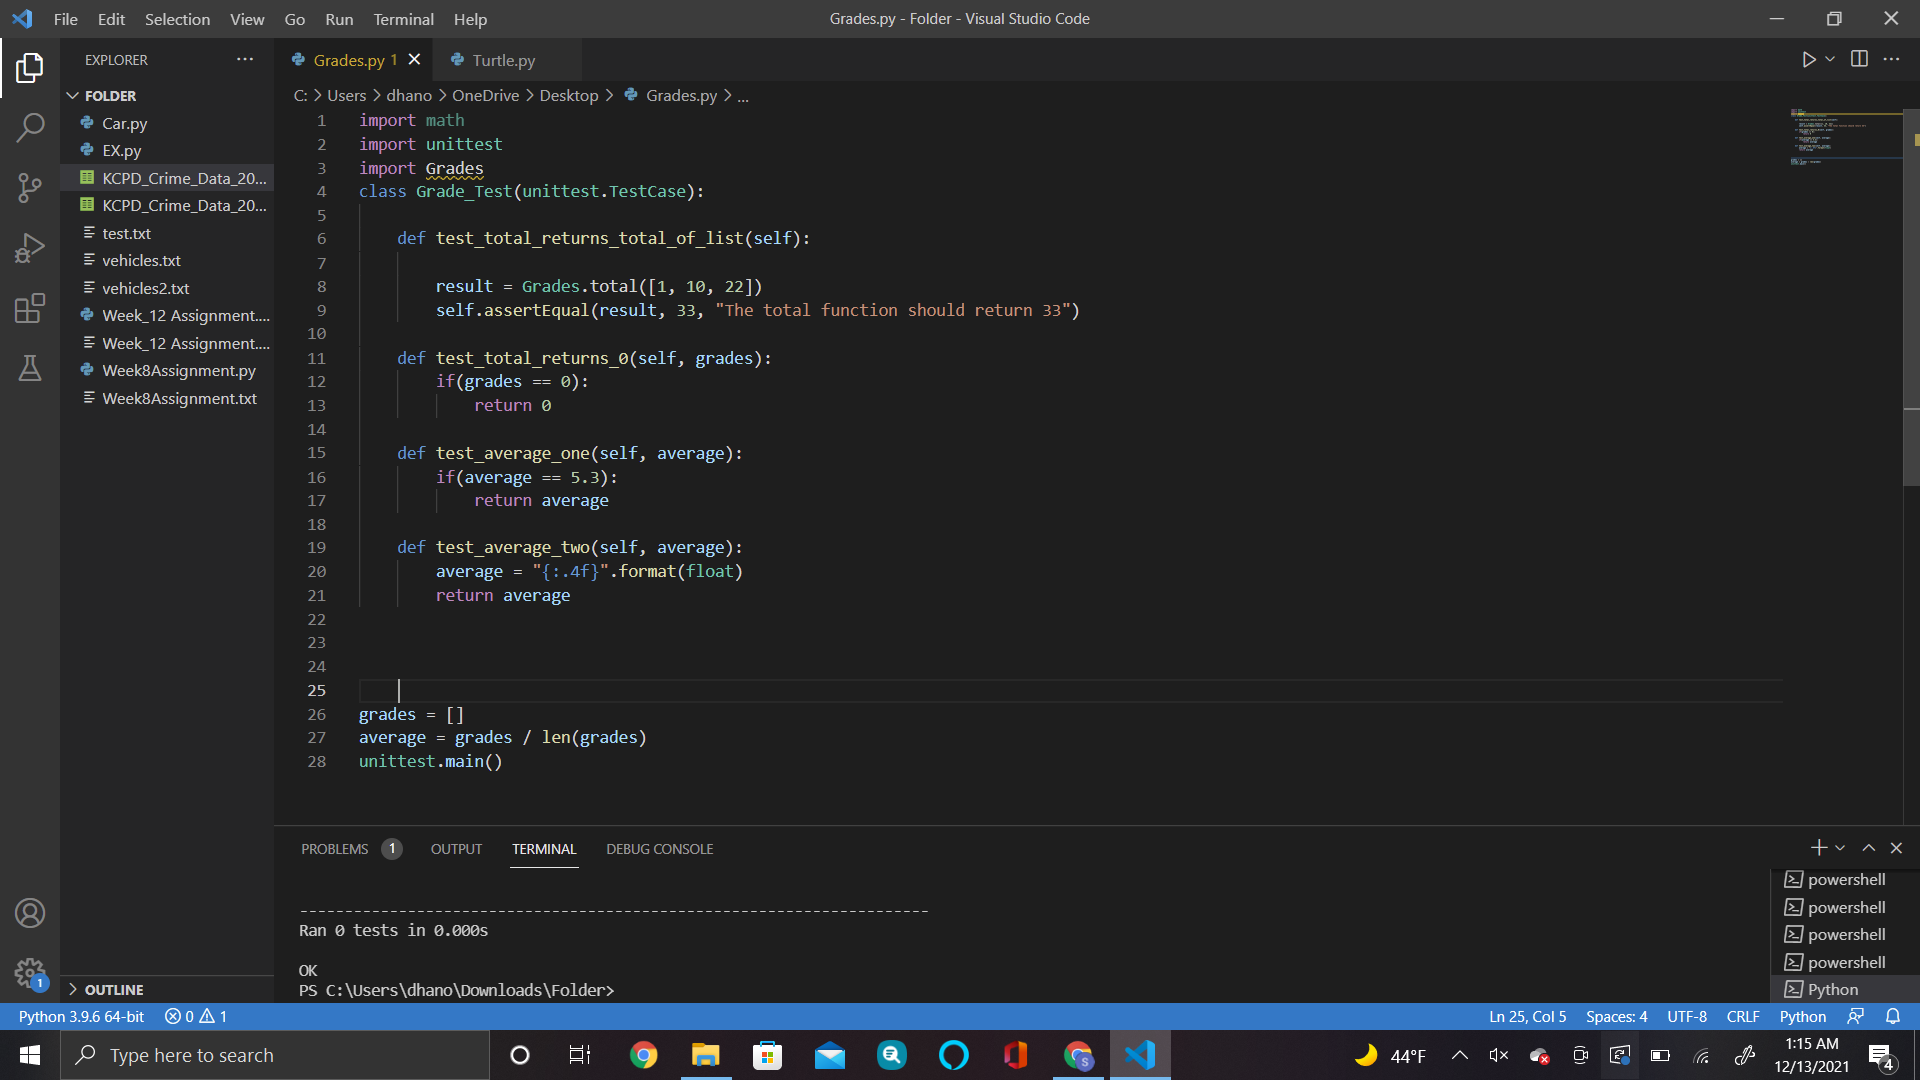 File Edit Selection View Go Run Terminal Help
Grades.py - Folder - Visual Studio Code
EXPLORER
FOLDER
Car.py
EX.py
KCPD_Crime_Data_20...
KCPD_Crime_Data_20...
test.txt
vehicles.txt
vehicles2.txt
Week_12 Assignment....
Week_12 Assignment....
Week8Assignment.py
Week8Assignment.txt
OUTLINE
Grades.py 1
Turtle.py
C: > Users > dhano > OneDrive > Desktop > Grades.py > ...
1 import math
2 import unittest
3 import Grades
4 class Grade_Test(unittest.TestCase):
5
6     def test_total_returns_total_of_list(self):
7
8         result = Grades.total([1, 10, 22])
9         self.assertEqual(result, 33, "The total function should return 33")
10
11     def test_total_returns_0(self, grades):
12         if(grades == 0):
13             return 0
14
15     def test_average_one(self, average):
16         if(average == 5.3):
17             return average
18
19     def test_average_two(self, average):
20         average = "{:.4f}".format(float)
21         return average
22
23
24
25
26 grades = []
27 average = grades / len(grades)
28 unittest.main()
PROBLEMS 1 OUTPUT TERMINAL DEBUG CONSOLE
----------------------------------------------------------------------
Ran 0 tests in 0.000s
OK
PS C:\Users\dhano\Downloads\Folder>
powershell
powershell
powershell
powershell
Python
1
Python 3.9.6 64-bit 0 1
Ln 25, Col 5 Spaces: 4 UTF-8 CRLF Python
Type here to search
S
44°F
1:15 AM
12/13/2021
4